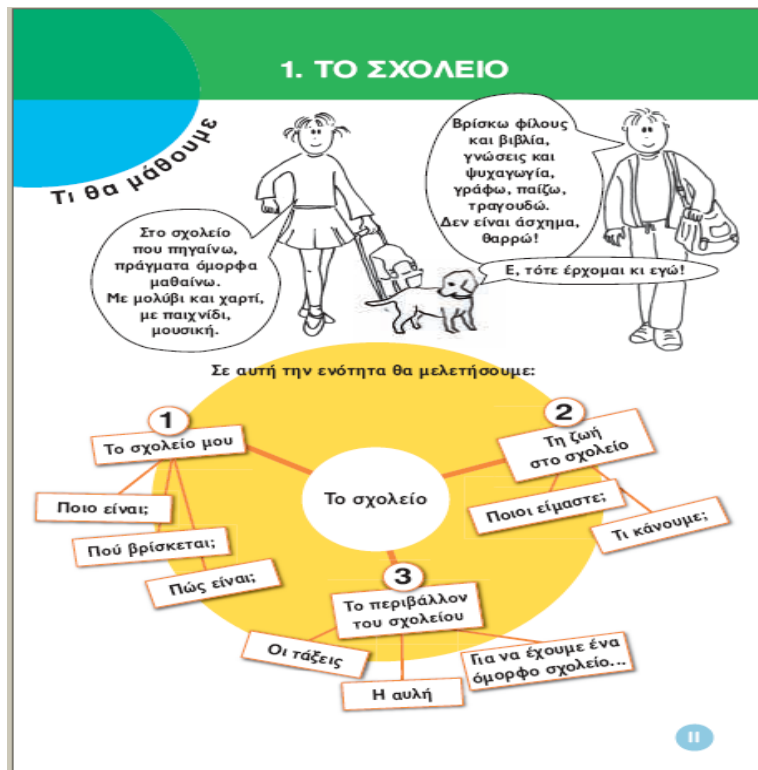 1. ΤΟ ΣΧΟΛΕΙΟ
Τι θα μάθουμε
Στο σχολείο
που πηγαίνω,
πράγματα όμορφα
μαθαίνω.
Με μολύβι και χαρτί,
με παιχνίδι,
μουσική.
Βρίσκω φίλους
και βιβλία,
γνώσεις και
ψυχαγωγία,
γράφω, παίζω,
τραγουδώ.
Δεν είναι άσχημα,
θαρρώ!
Ε, τότε έρχομαι κι εγώ!
Σε αυτή την ενότητα θα μελετήσουμε:
Το σχολείο
1
Το σχολείο μου
Ποιο είναι;
Πού βρίσκεται;
Πώς είναι;
2
Τη ζωή
στο σχολείο
Ποιοι είμαστε;
Τι κάνουμε;
3
Το περιβάλλον
του σχολείου
Οι τάξεις
Η αυλή
Για να έχουμε ένα
όμορφο σχολείο...
11